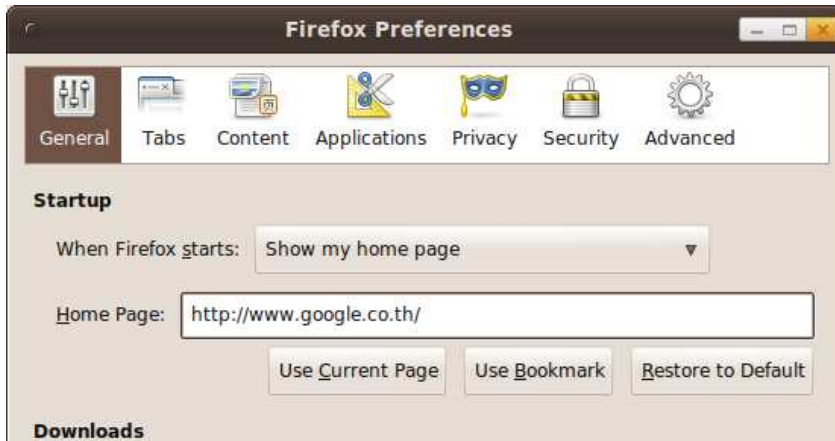 Firefox Preferences
General Tabs Content Applications Privacy Security Advanced
Startup
When Firefox starts: Show my home page
Home Page: http://www.google.co.th/
Use Current Page Use Bookmark Restore to Default
Downloads